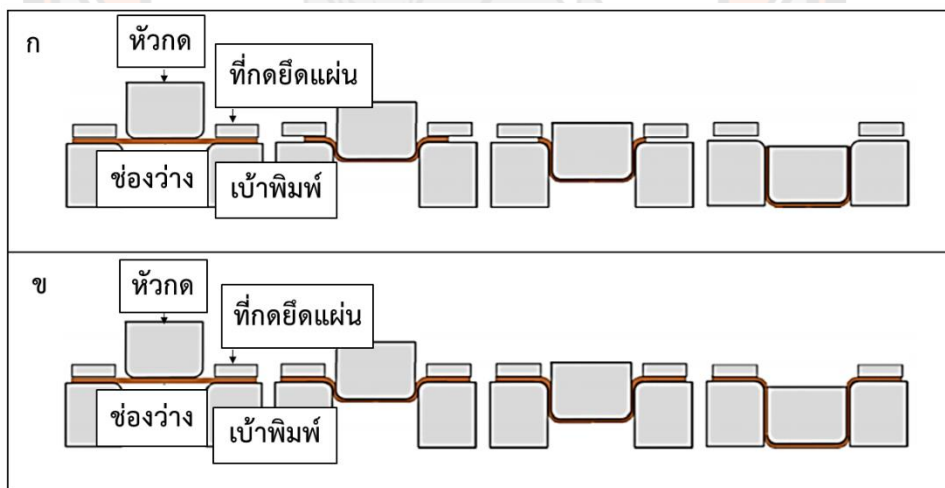 ก
หัวกด
ที่กดยึดแผ่น
ช่องว่าง
เบ้าพิมพ์
ข
หัวกด
ที่กดยึดแผ่น
ช่องว่าง
เบ้าพิมพ์